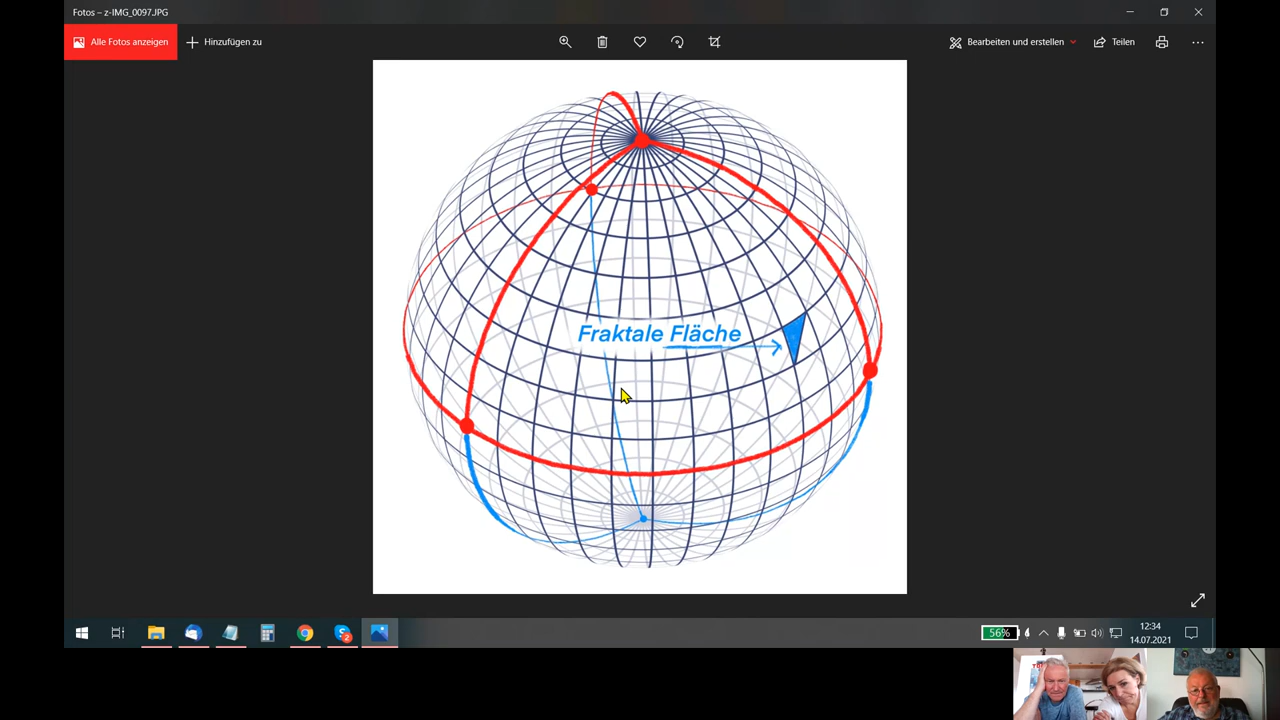 Fotos – z-IMG_0097.JPG
Alle Fotos anzeigen
Hinzufügen zu
Bearbeiten und erstellen
Teilen
Fraktale Fläche
56%
12:34
14.07.2021